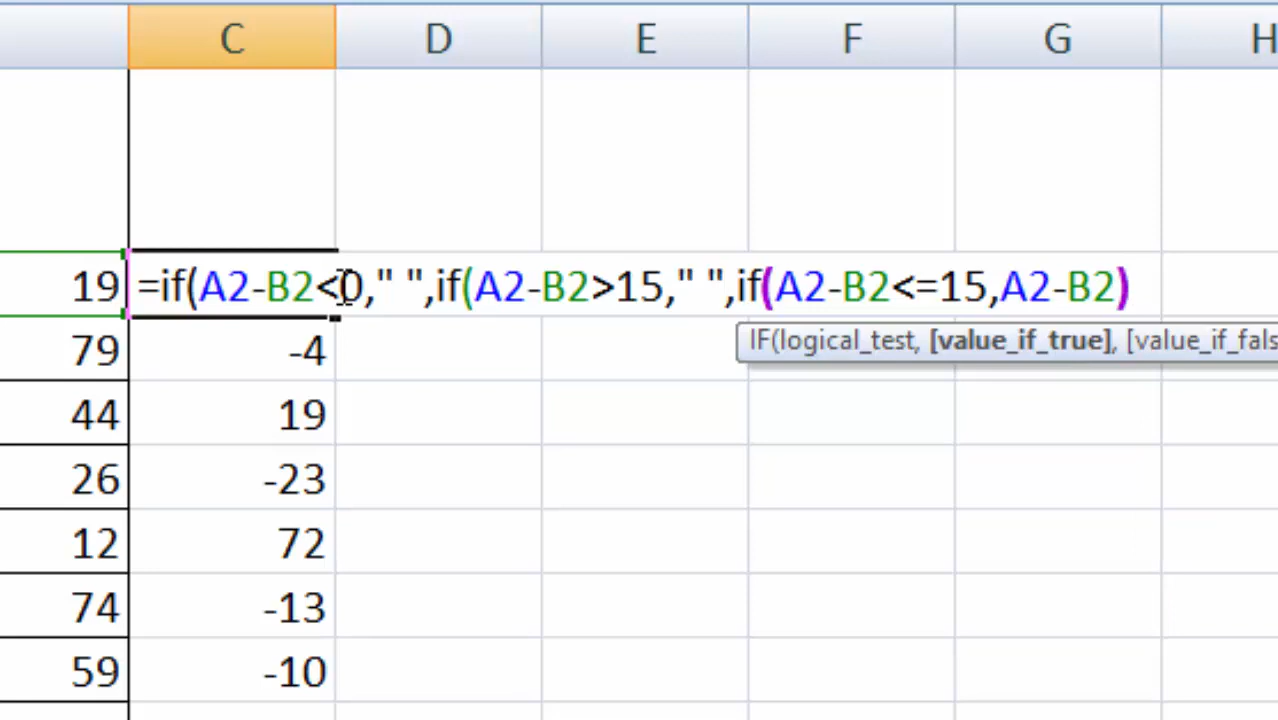 C D E F G H
19 =if(A2-B2<0," ",if(A2-B2>15," ",if(A2-B2<=15,A2-B2)
IF(logical_test, [value_if_true], [value_if_fals
79 -4
44 19
26 -23
12 72
74 -13
59 -10